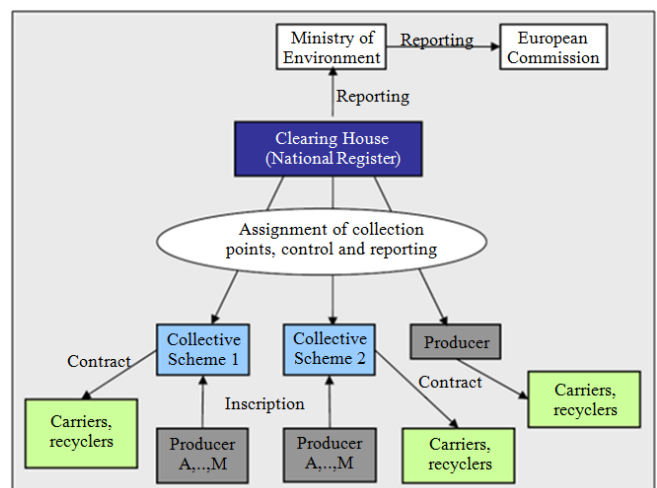 Ministry of
Environment
Reporting
European
Commission
Reporting
Clearing House
(National Register)
Assignment of collection
points, control and reporting
Collective
Scheme 1
Collective
Scheme 2
Producer
Contract
Contract
Carriers,
recyclers
Inscription
Carriers,
recyclers
Producer
A,..,M
Producer
A,..,M
Carriers,
recyclers